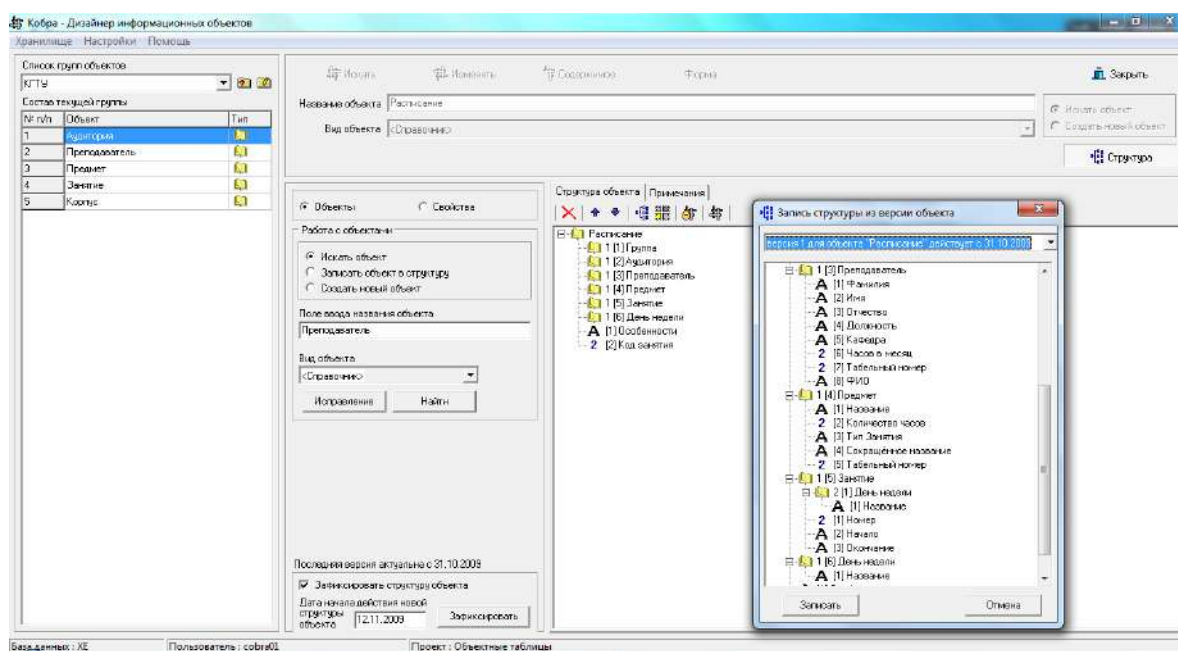 Кобра - Дизайнер информационных объектов
Хранилище Настройки Помощь
Список групп объектов
КГТУ
Состав текущей группы
№ п/п Объект Тип
1 Аудитория
2 Преподаватель
3 Предмет
4 Занятие
5 Корпус
Искать Изменить Содержимое Форма Закрыть
Название объекта Расписание
Вид объекта <Справочник>
Искать объект
Создать новый объект
Структура
Объекты Свойства
Работа с объектами
Искать объект
Записать объект в структуру
Создать новый объект
Поле ввода названия объекта
Преподаватель
Вид объекта
<Справочник>
Исправление Найти
Последняя версия актуальна с 31.10.2009
Зафиксировать структуру объекта
Дата начала действия новой
структуры
объекта 12.11.2009 Зафиксировать
Структура объекта Примечания
Расписание
1 [1] Группа
1 [2] Аудитория
1 [3] Преподаватель
1 [4] Предмет
1 [5] Занятие
1 [6] День недели
A [1] Особенности
2 [2] Код занятия
Запись структуры из версии объекта
версия 1 для объекта "Расписание" действует с 31.10.2009
1 [3] Преподаватель
A [1] Фамилия
A [2] Имя
A [3] Отчество
A [4] Должность
A [5] Кафедра
2 [6] Часов в месяц
2 [7] Табельный номер
A [8] ФИО
1 [4] Предмет
A [1] Название
2 [2] Количество часов
A [3] Тип Занятия
A [4] Сокращённое название
2 [5] Табельный номер
1 [5] Занятие
2 [1] День недели
A [1] Название
2 [1] Номер
A [2] Начало
A [3] Окончание
1 [6] День недели
A [1] Название
Записать Отмена
База данных : XE Пользователь : cobra01 Проект : Объектные таблицы